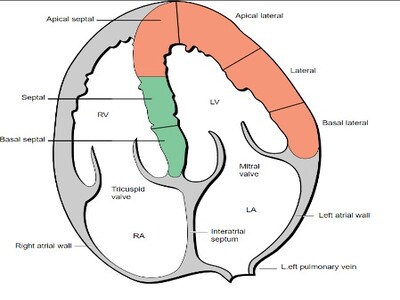 Apical septal
Apical lateral
Lateral
Septal
LV
RV
Basal lateral
Basal septal
Mitral
valve
Tricuspid
valve
LA
Left atrial wall
RA
Interatrial
septum
Right atrial wall
L.eft pulmonary vein